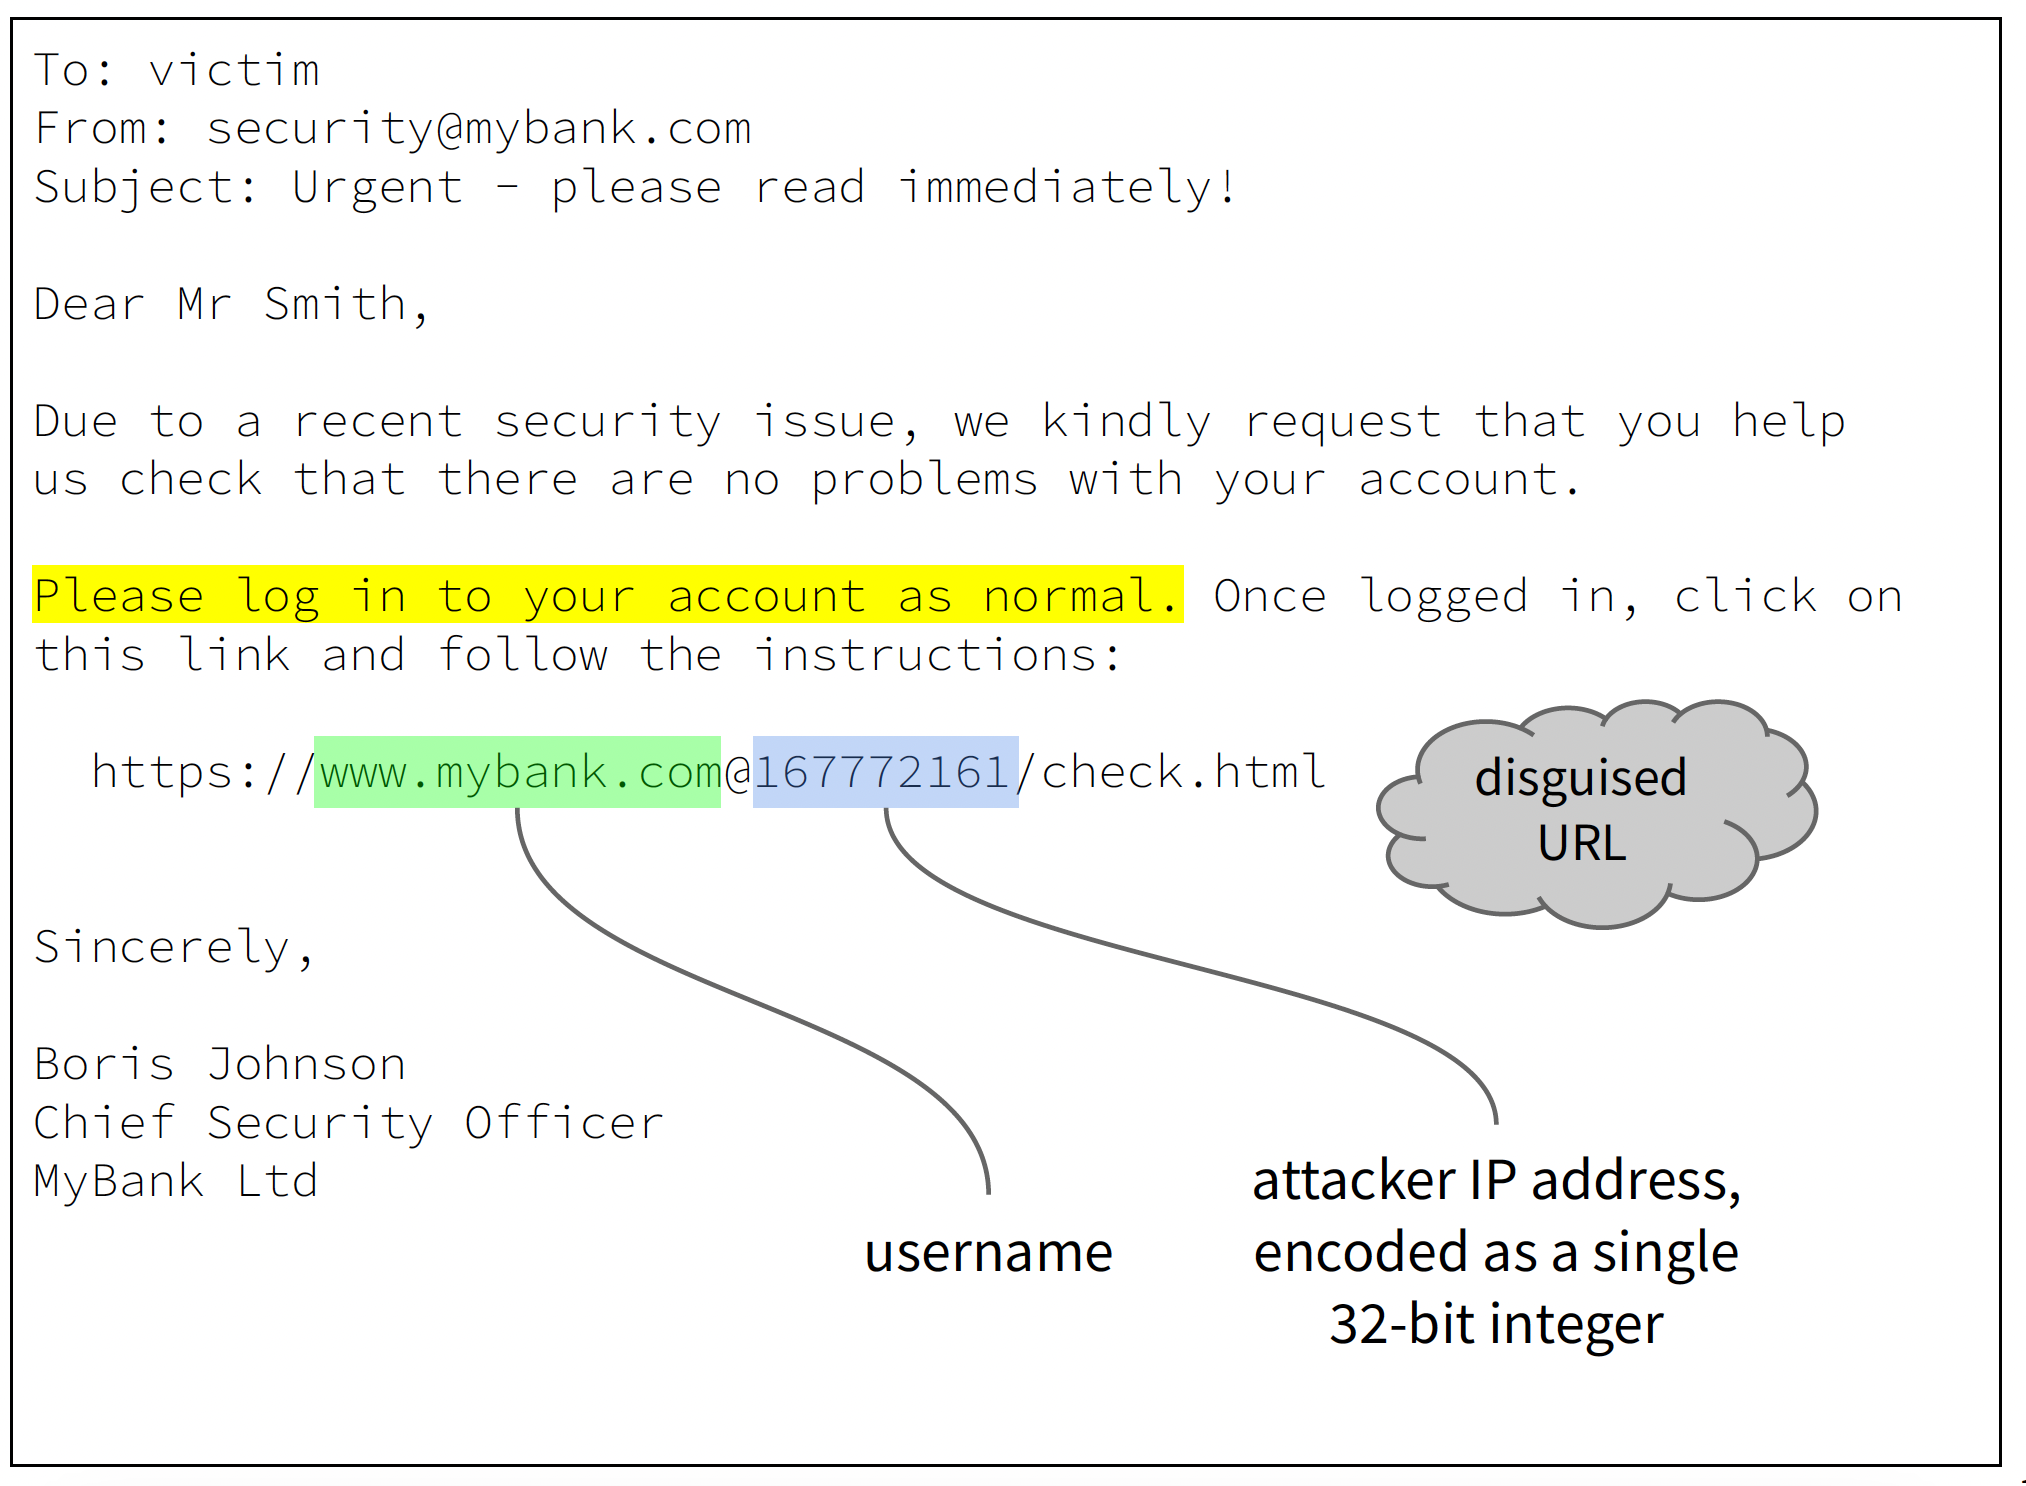 To: victim
From: security@mybank.com
Subject: Urgent - please read immediately!
Dear Mr Smith,
Due to a recent security issue, we kindly request that you help
us check that there are no problems with your account.
Please log in to your account as normal. Once logged in, click on
this link and follow the instructions:
https://www.mybank.com@167772161/check.html
disguised
URL
Sincerely,
Boris Johnson
Chief Security Officer
MyBank Ltd
username
attacker IP address,
encoded as a single
32-bit integer